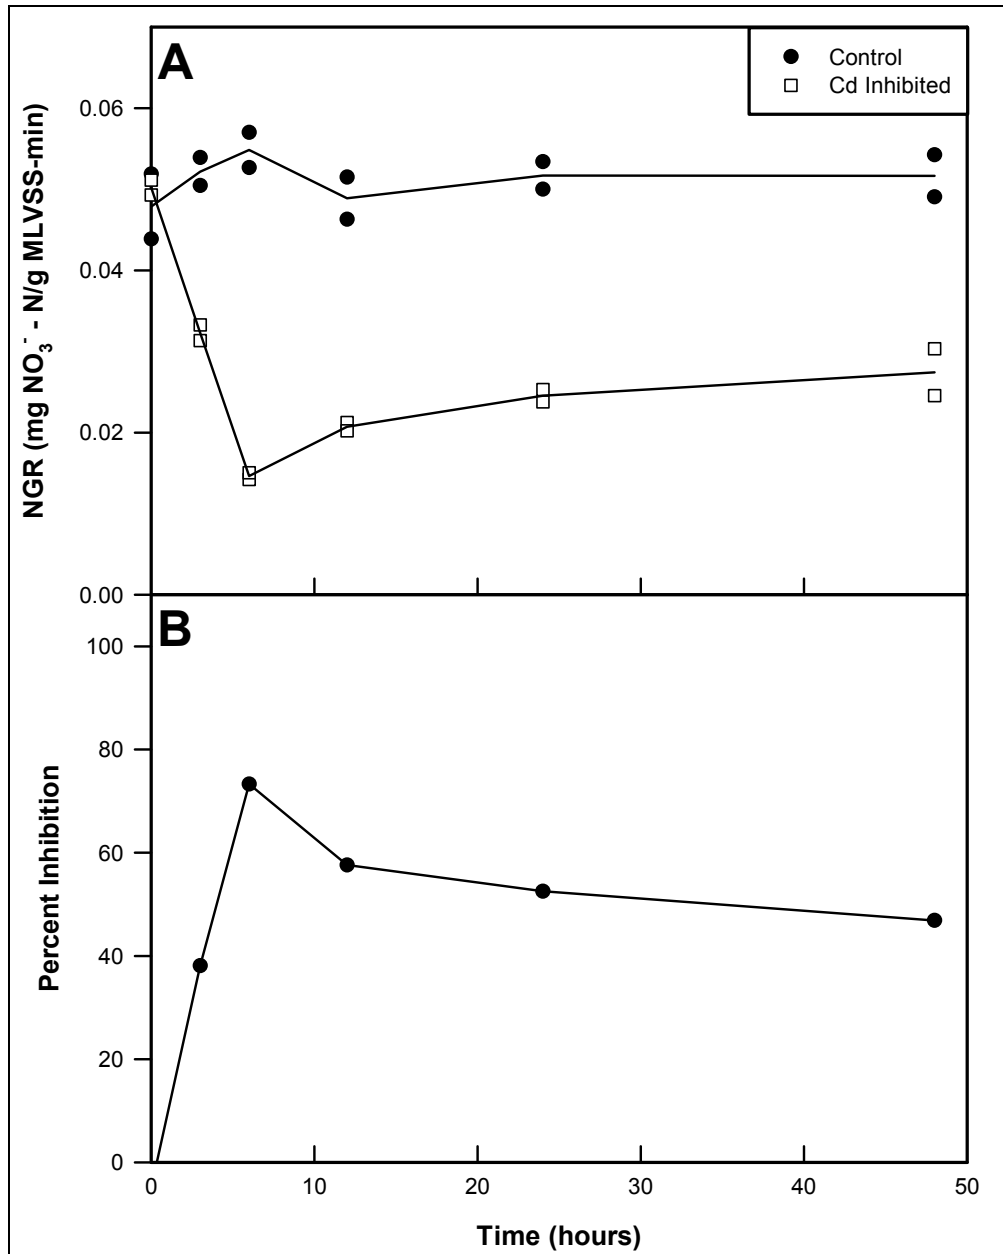 A
Control
Cd Inhibited
0.06
0.04
0.02
0.00
NGR (mg NO3- - N/g MLVSS-min)
B
100
80
60
40
20
0
Percent Inhibition
0 10 20 30 40 50
Time (hours)